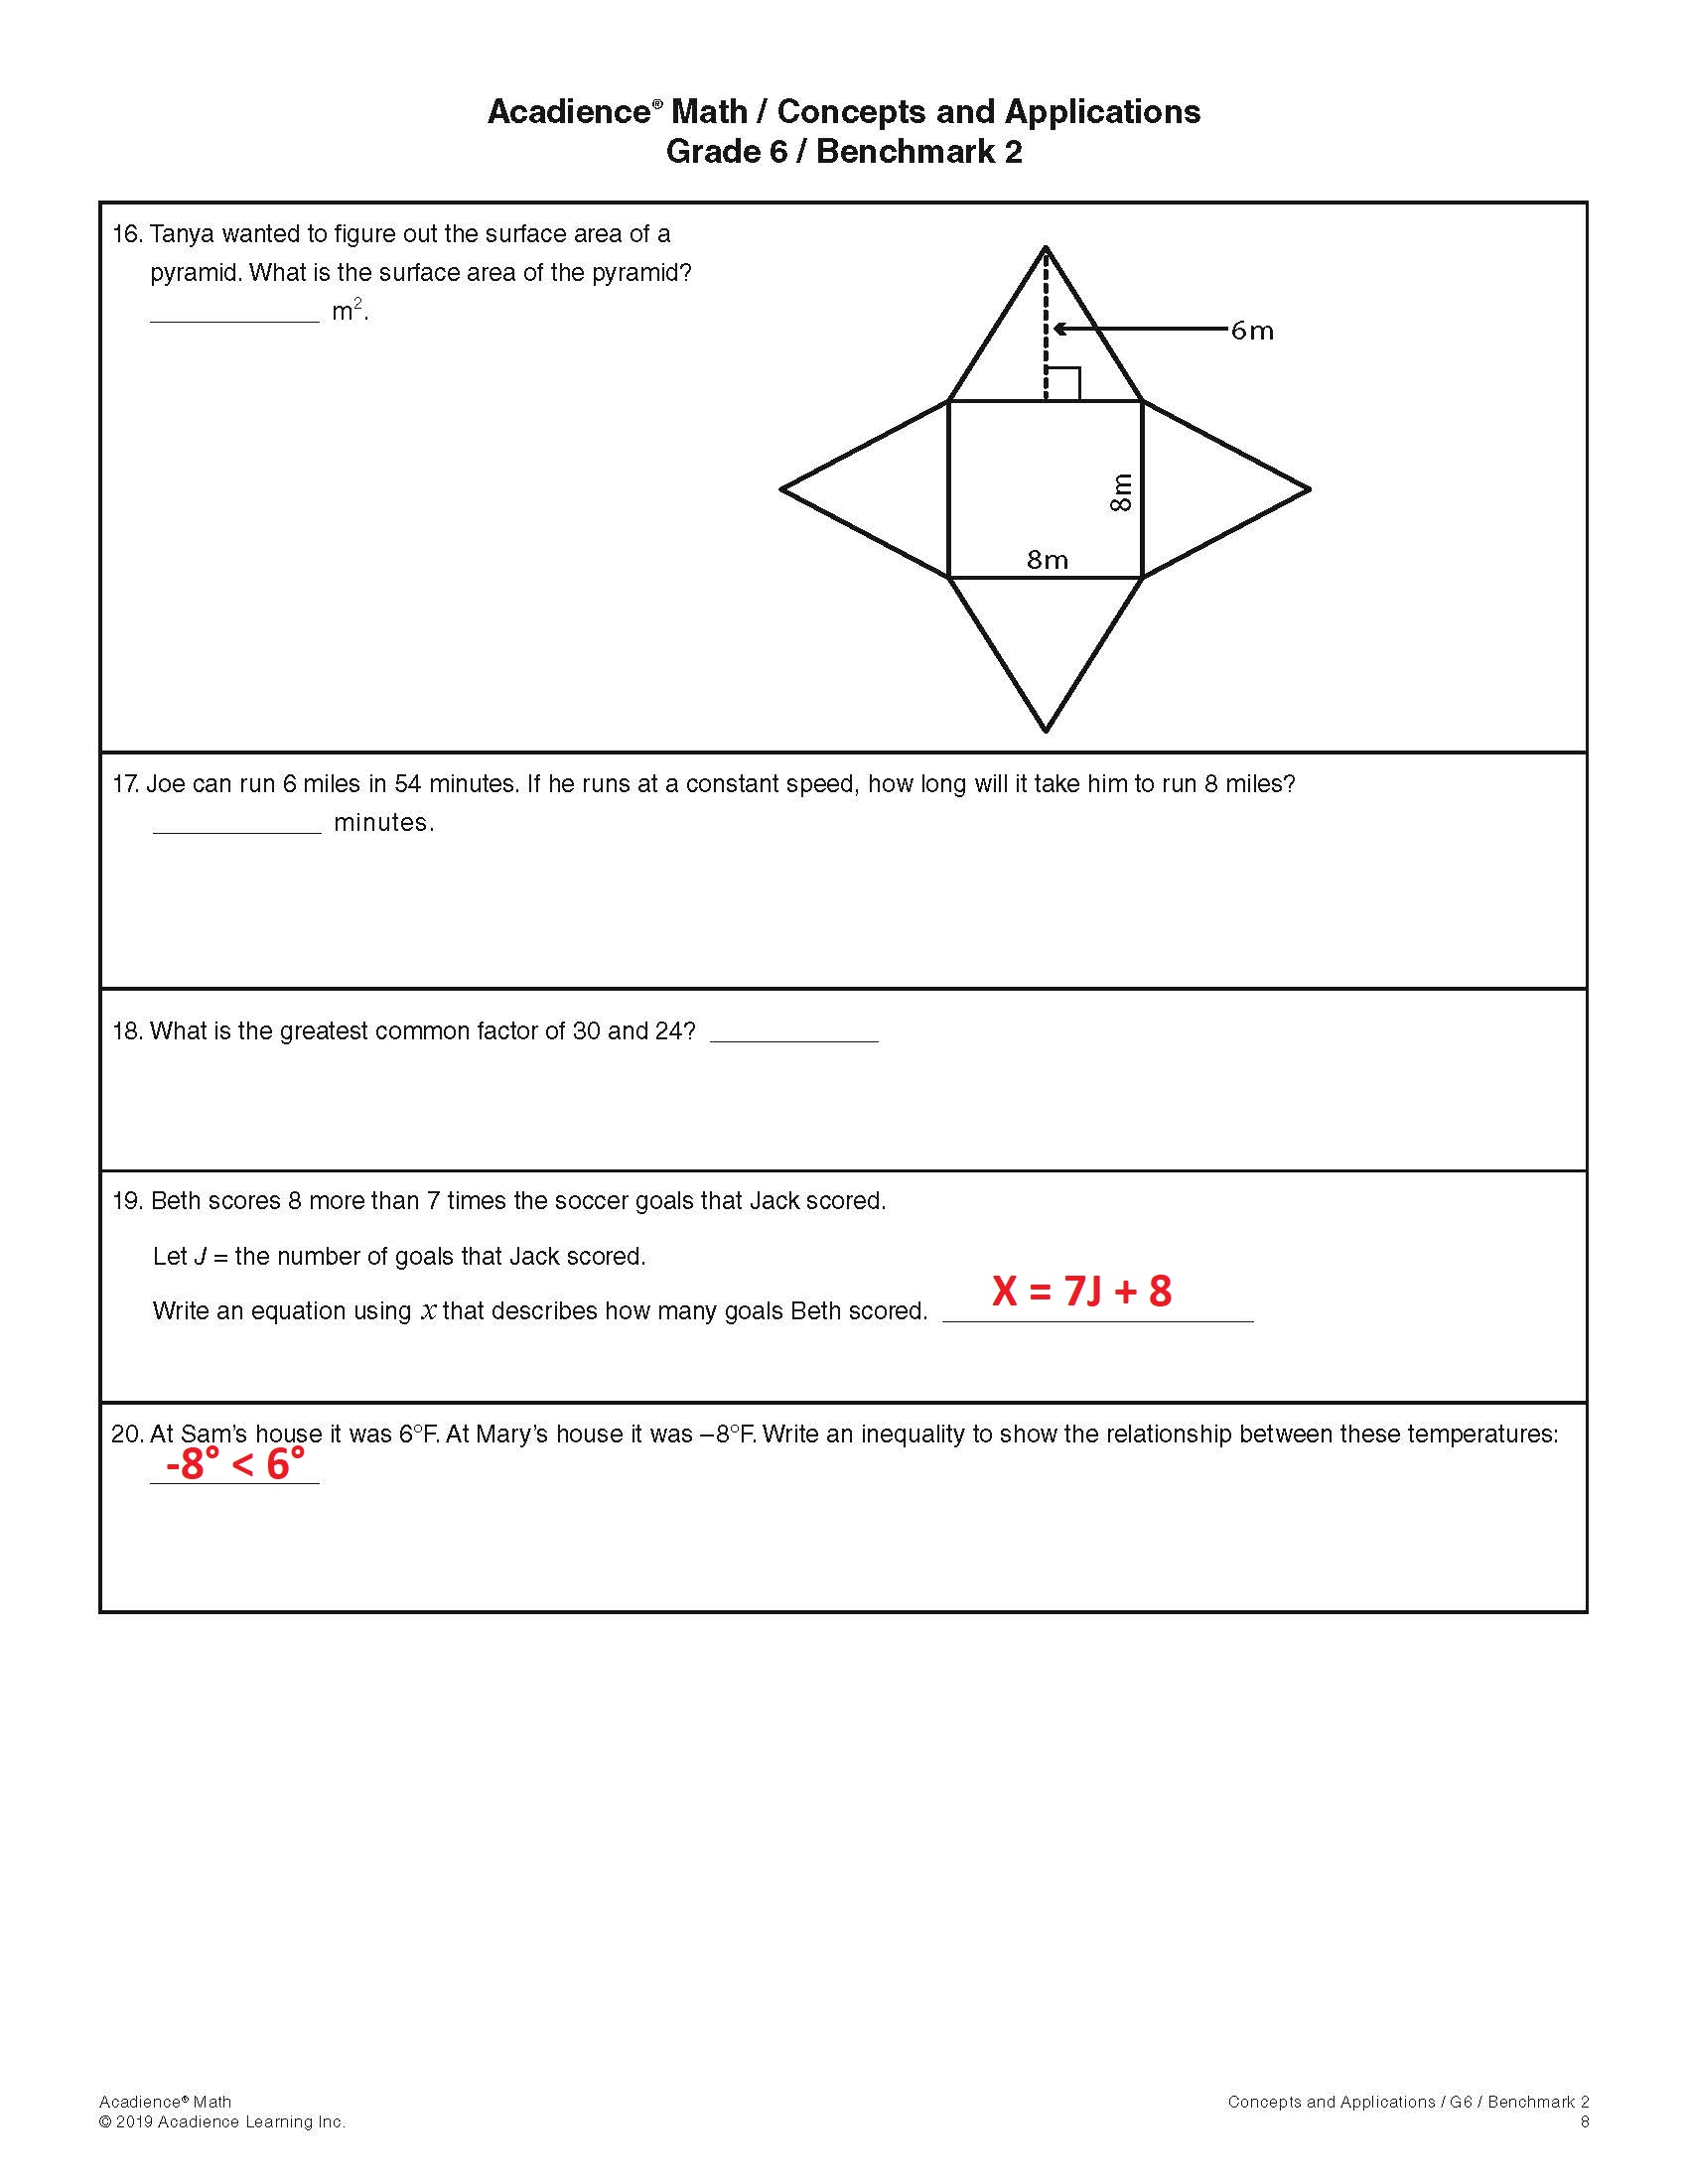 Acadience® Math / Concepts and Applications
Grade 6 / Benchmark 2
16. Tanya wanted to figure out the surface area of a
pyramid. What is the surface area of the pyramid?
____________ m².
6m
8m
8m
17. Joe can run 6 miles in 54 minutes. If he runs at a constant speed, how long will it take him to run 8 miles?
____________ minutes.
18. What is the greatest common factor of 30 and 24? ____________
19. Beth scores 8 more than 7 times the soccer goals that Jack scored.
Let J = the number of goals that Jack scored.
Write an equation using x that describes how many goals Beth scored. X = 7J + 8
20. At Sam’s house it was 6°F. At Mary’s house it was –8°F. Write an inequality to show the relationship between these temperatures:
-8° < 6°
Acadience® Math
© 2019 Acadience Learning Inc.
Concepts and Applications / G6 / Benchmark 2
8